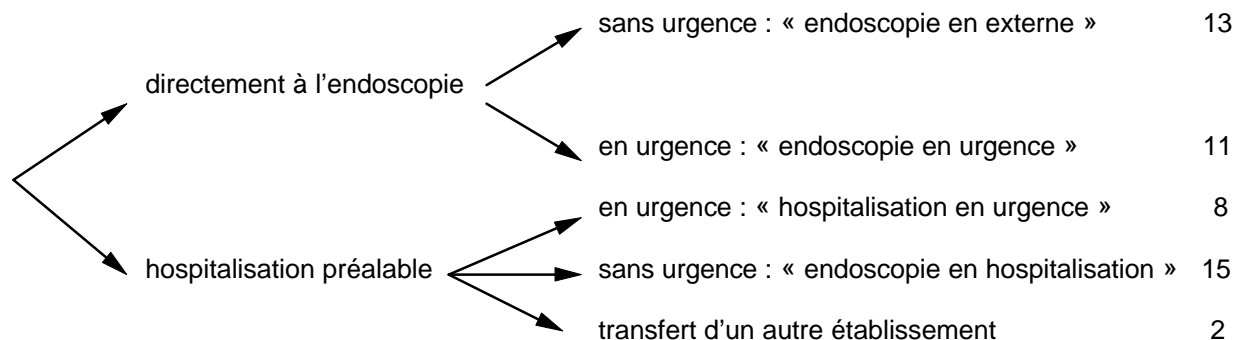 sans urgence : « endoscopie en externe » 13
directement à l'endoscopie
en urgence : « endoscopie en urgence » 11
en urgence : « hospitalisation en urgence » 8
hospitalisation préalable
sans urgence : « endoscopie en hospitalisation » 15
transfert d'un autre établissement 2